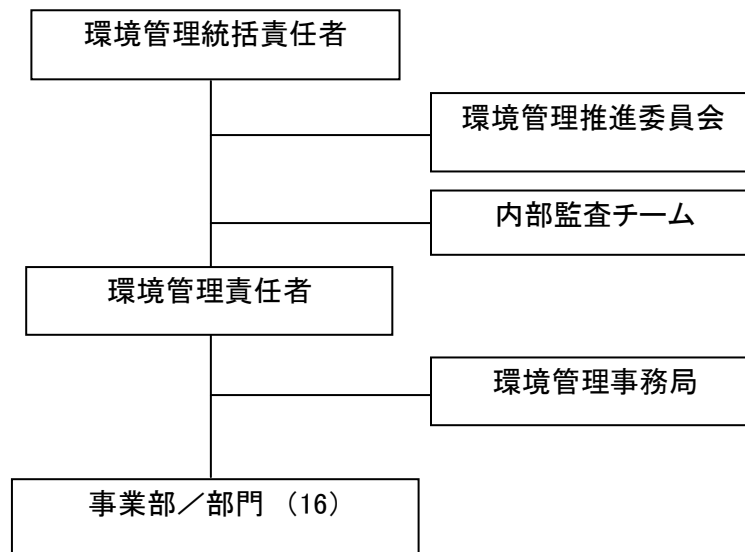 環境管理統括責任者
環境管理推進委員会
内部監査チーム
環境管理責任者
環境管理事務局
事業部／部門 （16）